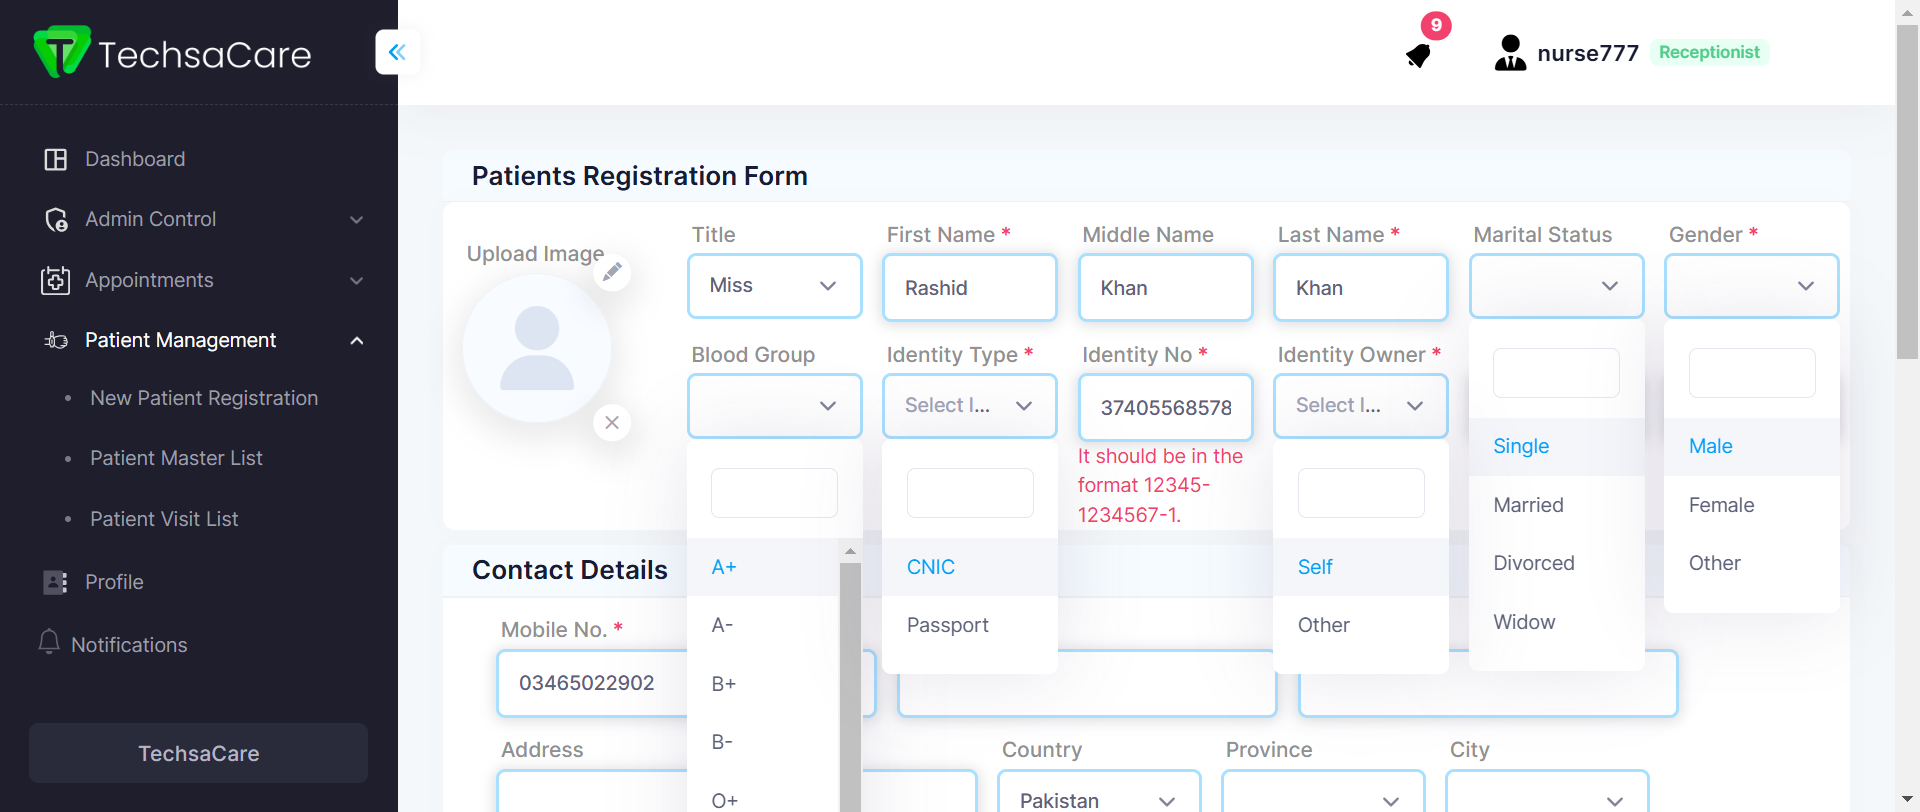 TechsaCare
9
nurse777 Receptionist
Dashboard
Admin Control
Appointments
Patient Management
New Patient Registration
Patient Master List
Patient Visit List
Profile
Notifications
TechsaCare
Patients Registration Form
Upload Image
Title First Name * Middle Name Last Name * Marital Status Gender *
Miss Rashid Khan Khan
Blood Group Identity Type * Identity No * Identity Owner *
Select I... 37405568578 Select I...
It should be in the
format 12345-
1234567-1.
Single
Married
Divorced
Widow
Male
Female
Other
A+
A-
B+
B-
O+
CNIC
Passport
Self
Other
Contact Details
Mobile No. *
03465022902
Address Country Province City
Pakistan